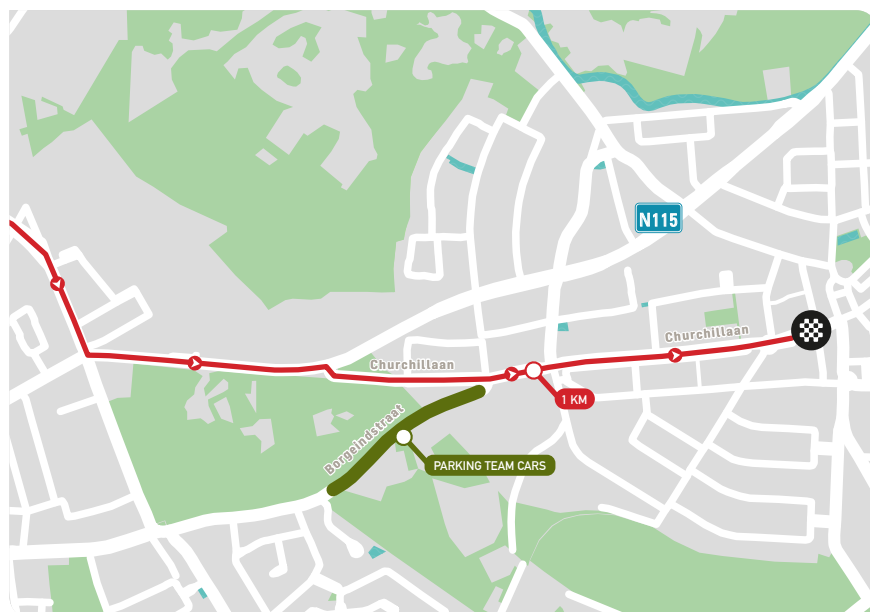 N115
Churchillaan
Churchillaan
1 KM
Borgeindstraat
PARKING TEAM CARS